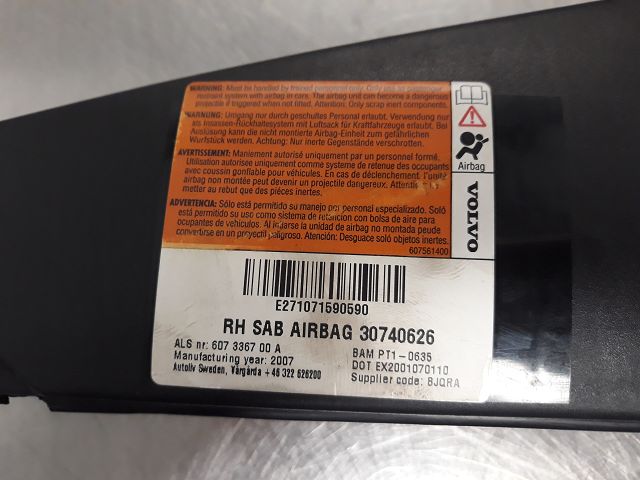 WARNING: Must be handled by trained personnel only. Only use as passenger
restraint system with airbag in cars. The airbag unit can become a dangerous
projectile if triggered when not fitted. Attention: Only scrap inert components.
WARNUNG: Umgang nur durch geschultes Personal erlaubt. Verwendung nur
als Insassen-Rückhaltesystem mit Luftsack für Kraftfahrzeuge erlaubt. Bei
Auslösung kann die nicht montierte Airbag-Einheit zum gefährlichen
Wurfstück werden. Achtung: Nur inerte Gegenstände verschrotten.
AVERTISSEMENT: Maniement autorisé uniquement par un personnel formé.
Utilisation autorisee uniquement comme systeme de retenue des occupants
avec coussin gonflable pour véhicules. En cas de déclenchement, l'unité
airbag non montée peut devenir un projectile dangereux. Attention
metter au rebut que des pièces inertes.
ADVERTENCIA: Sólo está permitido su manejo por personal especializado. Soló
está permitido su uso como sistema de retención con bolsa de aire para
ocupantes de vehículos. Al la unidad de airbag no montada peude
convertirse en un proyectil peligroso. Atención: Desguace soló objetos inertes.
607561400
Airbag
VOLVO
E271071590590
RH SAB AIRBAG 30740626
ALS nr: 607 3367 00 A
Manufacturing year: 2007
Autoliv Sweden, Vårgårda +46 322 626200
BAM PT1-0635
DOT EX2001070110
Supplier code: BJQRA